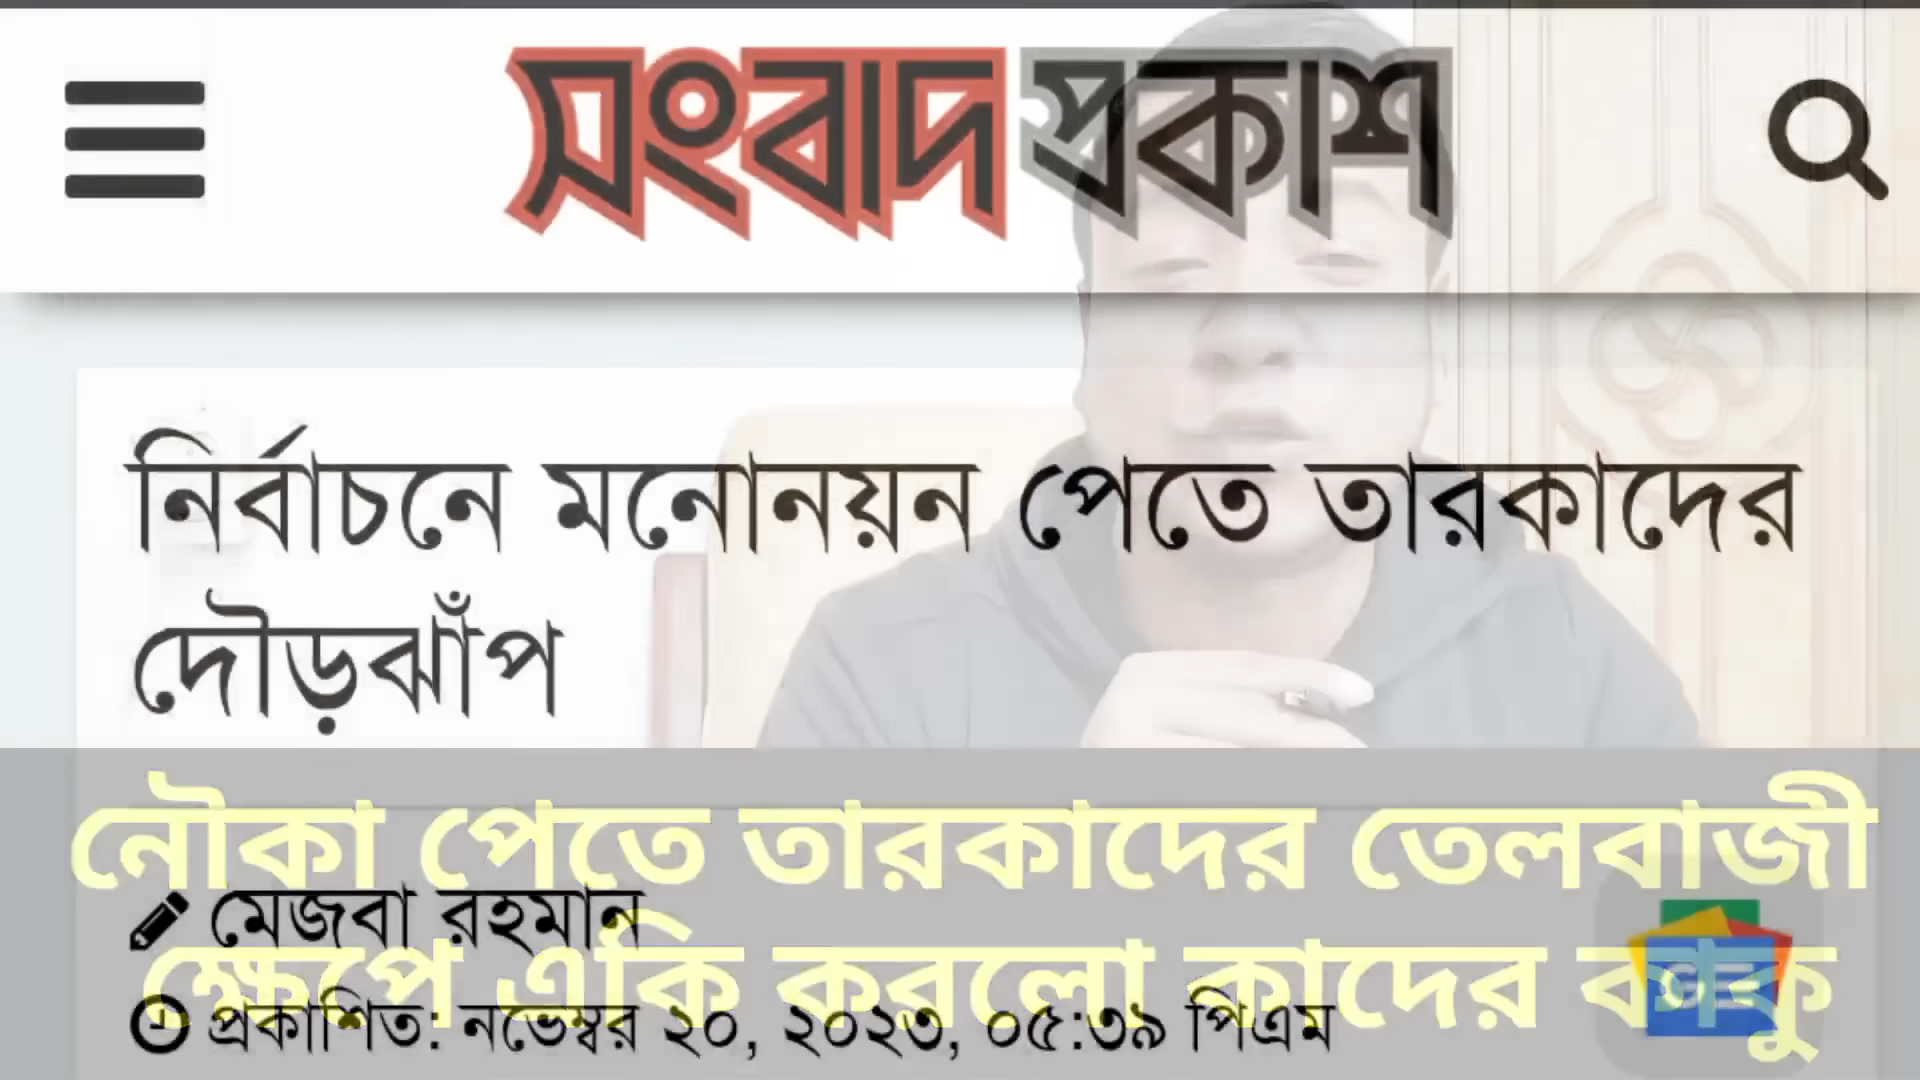 সংবাদ প্রকাশ
নির্বাচনে মনোনয়ন পেতে তারকাদের
দৌড়ঝাঁপ
নৌকা পেতে তারকাদের তেলবাজী
মেজবা রহমান
ক্ষেপে একি করলো কাদের কাকু
প্রকাশিত: নভেম্বর ২০, ২০২৩, ০৫:৩৯ পিএম